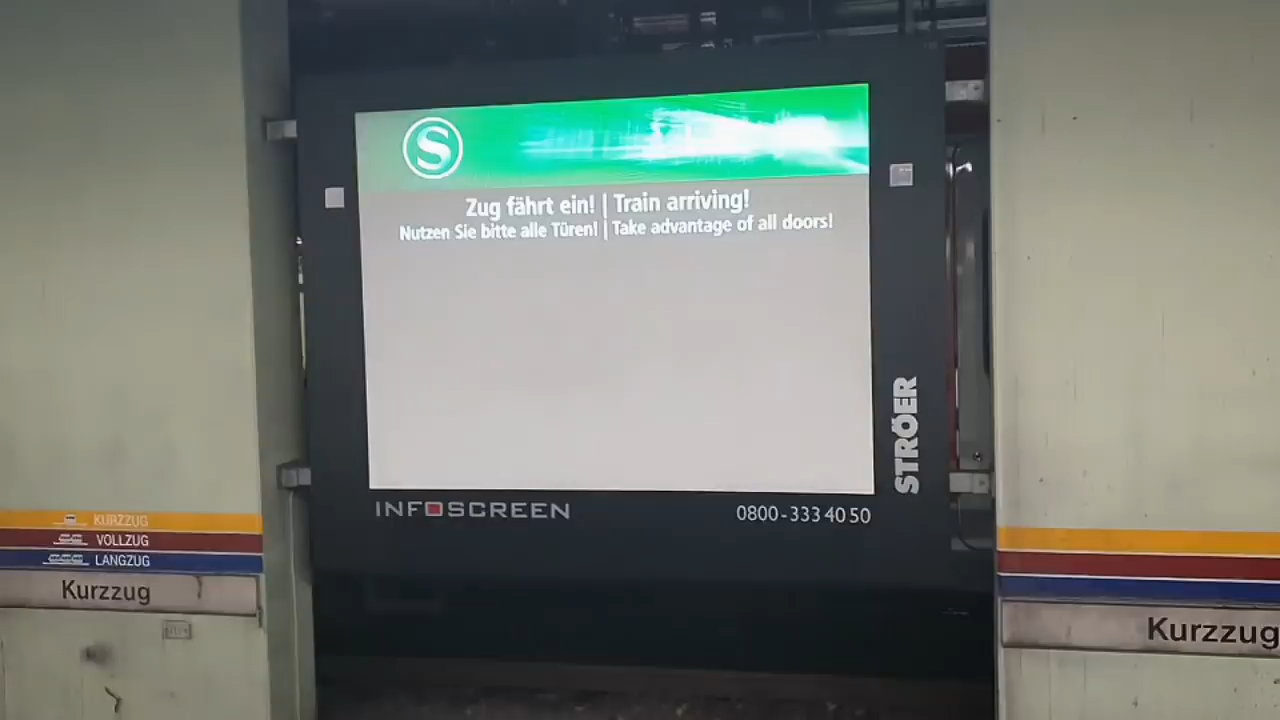 S
Zug fährt ein! | Train arriving!
Nutzen Sie bitte alle Türen! | Take advantage of all doors!
STRÖER
INFOSCREEN
0800-333 40 50
KURZZUG
VOLLZUG
LANGZUG
Kurzzug
Kurzzug